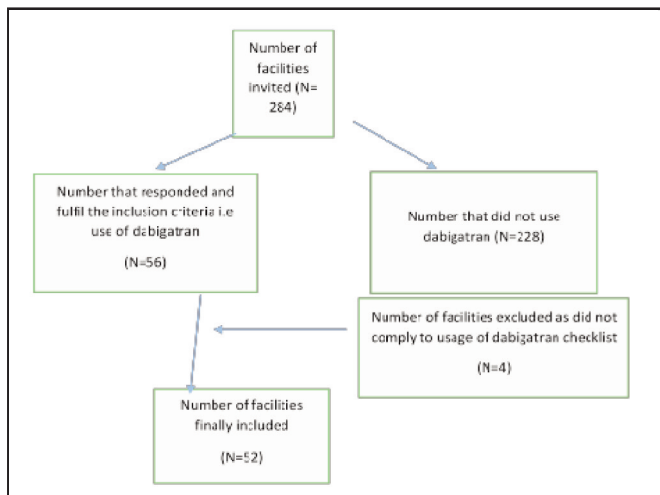 Number of
facilities
invited (N=
284)
Number that responded and
fulfil the inclusion criteria i.e
use of dabigatran
(N=56)
Number that did not use
dabigatran (N=228)
Number of facilities excluded as did not
comply to usage of dabigatran checklist
(N=4)
Number of facilities
finally included
(N=52)